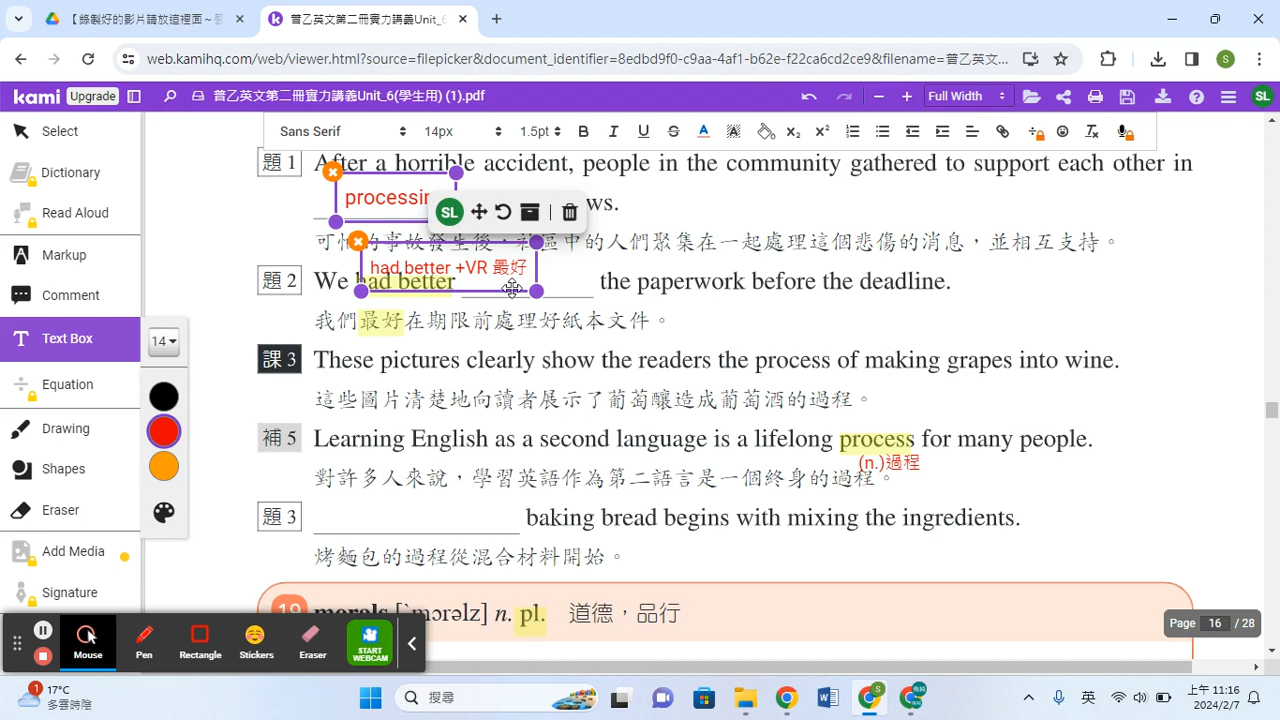 【 錄製好的影片請放這裡面～
普乙英文第二冊實力講義Unit_6
web.kamihq.com/web/viewer.html?source=filepicker&document_identifier=8edbd9f0-c9aa-4af1-b62e-f22ca6cd2ce9&filename=普乙英文...
S
kami
Upgrade
普乙英文第二冊實力講義Unit_6(學生用) (1).pdf
Full Width
SL
Select
Sans Serif
14px
1.5pt
Dictionary
Read Aloud
Markup
Comment
Text Box
14
Equation
Drawing
Shapes
Eraser
Add Media
Signature
題 1 After a horrible accident, people in the community gathered to support each other in
processin
SL
ws.
可怕的事故發生後，社區中的人們聚集在一起處理這個悲傷的消息，並相互支持。
had better +VR 最好
題 2 We had better the paperwork before the deadline.
我們最好在期限前處理好紙本文件。
課 3 These pictures clearly show the readers the process of making grapes into wine.
這些圖片清楚地向讀者展示了葡萄釀造成葡萄酒的過程。
補 5 Learning English as a second language is a lifelong process for many people.
(n.)過程
對許多人來說，學習英語作為第二語言是一個終身的過程。
題 3 baking bread begins with mixing the ingredients.
烤麵包的過程從混合材料開始。
19 morals [ˋmɔrəlz] n. pl. 道德，品行
Page 16 / 28
Mouse
Pen
Rectangle
Stickers
Eraser
START WEBCAM
1
17°C
多雲時陰
搜尋
英
上午 11:16
2024/2/7